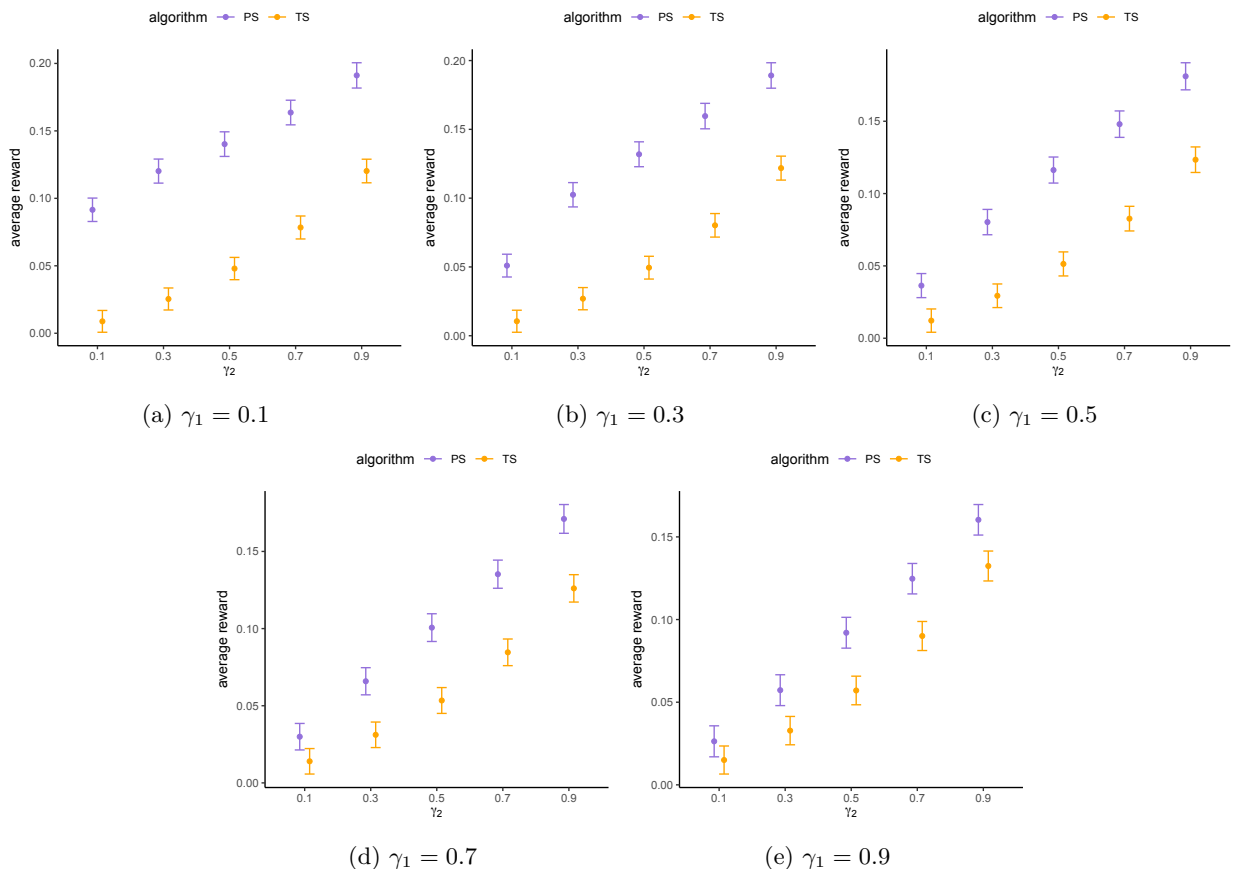 algorithm PS TS
average reward
0.20
0.15
0.10
0.05
0.00
0.1 0.3 0.5 0.7 0.9
γ₂
(a) γ₁ = 0.1
algorithm PS TS
average reward
0.20
0.15
0.10
0.05
0.00
0.1 0.3 0.5 0.7 0.9
γ₂
(b) γ₁ = 0.3
algorithm PS TS
average reward
0.15
0.10
0.05
0.00
0.1 0.3 0.5 0.7 0.9
γ₂
(c) γ₁ = 0.5
algorithm PS TS
average reward
0.15
0.10
0.05
0.00
0.1 0.3 0.5 0.7 0.9
γ₂
(d) γ₁ = 0.7
algorithm PS TS
average reward
0.15
0.10
0.05
0.00
0.1 0.3 0.5 0.7 0.9
γ₂
(e) γ₁ = 0.9